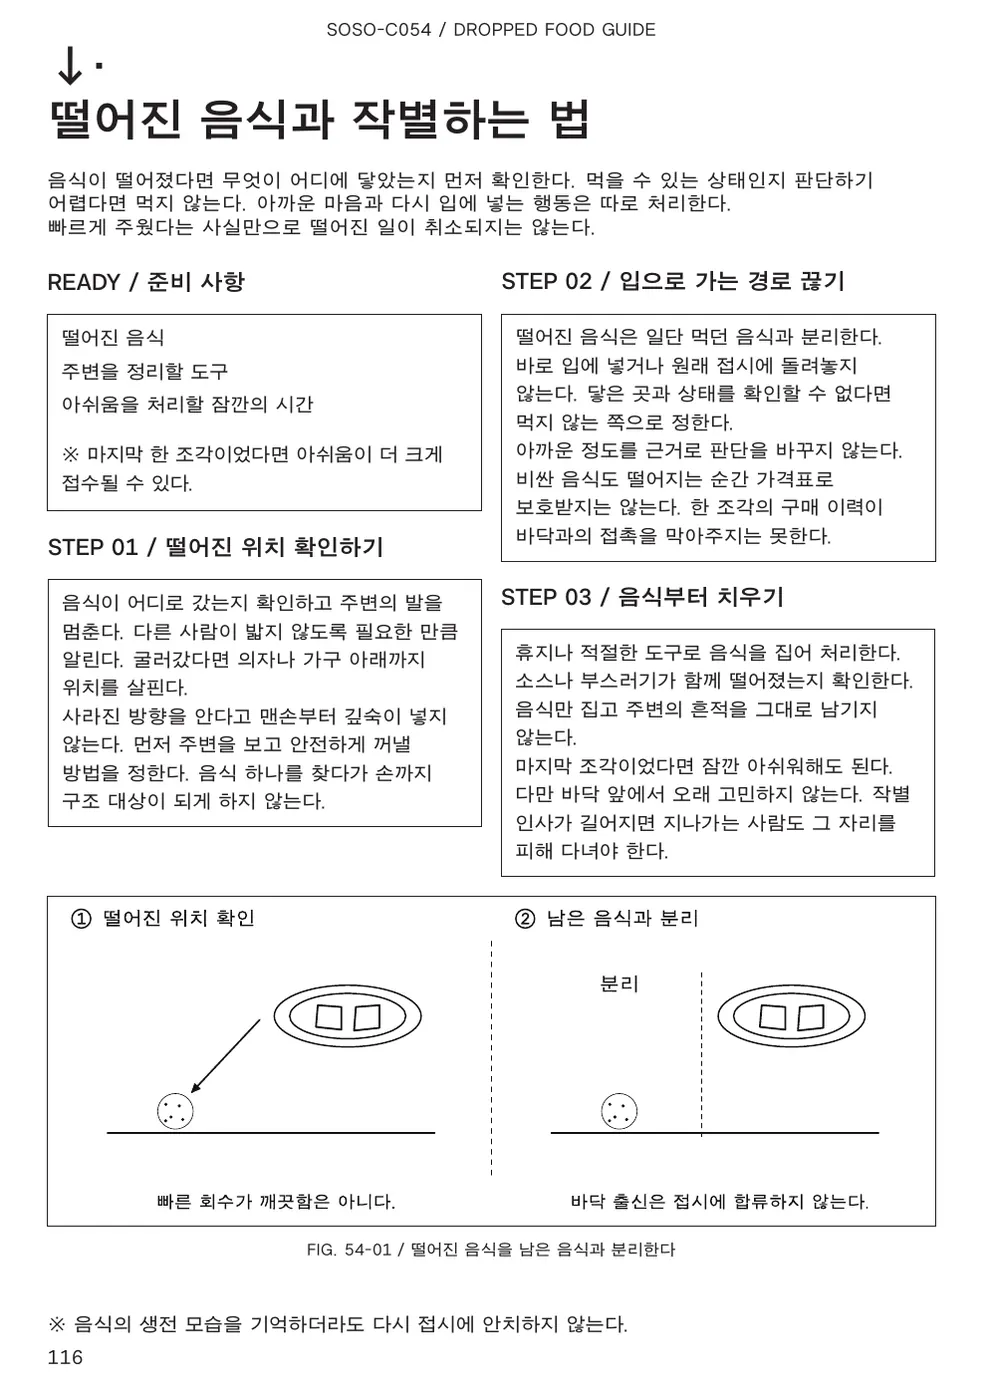 SOSO-C054 / DROPPED FOOD GUIDE
↓·
떨어진 음식과 작별하는 법
음식이 떨어졌다면 무엇이 어디에 닿았는지 먼저 확인한다. 먹을 수 있는 상태인지 판단하기
어렵다면 먹지 않는다. 아까운 마음과 다시 입에 넣는 행동은 따로 처리한다.
빠르게 주웠다는 사실만으로 떨어진 일이 취소되지는 않는다.
READY / 준비 사항
떨어진 음식
주변을 정리할 도구
아쉬움을 처리할 잠깐의 시간
※ 마지막 한 조각이었다면 아쉬움이 더 크게
접수될 수 있다.
STEP 01 / 떨어진 위치 확인하기
음식이 어디로 갔는지 확인하고 주변의 발을
멈춘다. 다른 사람이 밟지 않도록 필요한 만큼
알린다. 굴러갔다면 의자나 가구 아래까지
위치를 살핀다.
사라진 방향을 안다고 맨손부터 깊숙이 넣지
않는다. 먼저 주변을 보고 안전하게 꺼낼
방법을 정한다. 음식 하나를 찾다가 손까지
구조 대상이 되게 하지 않는다.
STEP 02 / 입으로 가는 경로 끊기
떨어진 음식은 일단 먹던 음식과 분리한다.
바로 입에 넣거나 원래 접시에 돌려놓지
않는다. 닿은 곳과 상태를 확인할 수 없다면
먹지 않는 쪽으로 정한다.
아까운 정도를 근거로 판단을 바꾸지 않는다.
비싼 음식도 떨어지는 순간 가격표로
보호받지는 않는다. 한 조각의 구매 이력이
바닥과의 접촉을 막아주지는 못한다.
STEP 03 / 음식부터 치우기
휴지나 적절한 도구로 음식을 집어 처리한다.
소스나 부스러기가 함께 떨어졌는지 확인한다.
음식만 집고 주변의 흔적을 그대로 남기지
않는다.
마지막 조각이었다면 잠깐 아쉬워해도 된다.
다만 바닥 앞에서 오래 고민하지 않는다. 작별
인사가 길어지면 지나가는 사람도 그 자리를
피해 다녀야 한다.
① 떨어진 위치 확인
빠른 회수가 깨끗함은 아니다.
② 남은 음식과 분리
분리
바닥 출신은 접시에 합류하지 않는다.
FIG. 54-01 / 떨어진 음식을 남은 음식과 분리한다
※ 음식의 생전 모습을 기억하더라도 다시 접시에 안치하지 않는다.
116